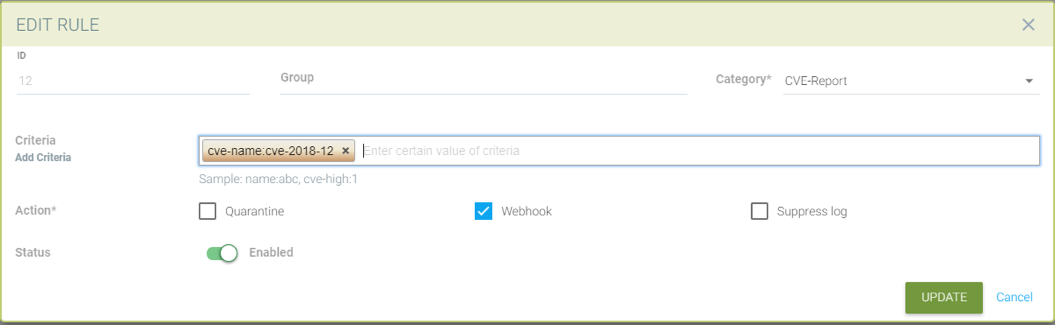 EDIT RULE ×
ID
12
Group
Category* CVE-Report
Criteria
Add Criteria
cve-name:cve-2018-12 × Enter certain value of criteria
Sample: name:abc, cve-high:1
Action* Quarantine Webhook Suppress log
Status Enabled
UPDATE Cancel